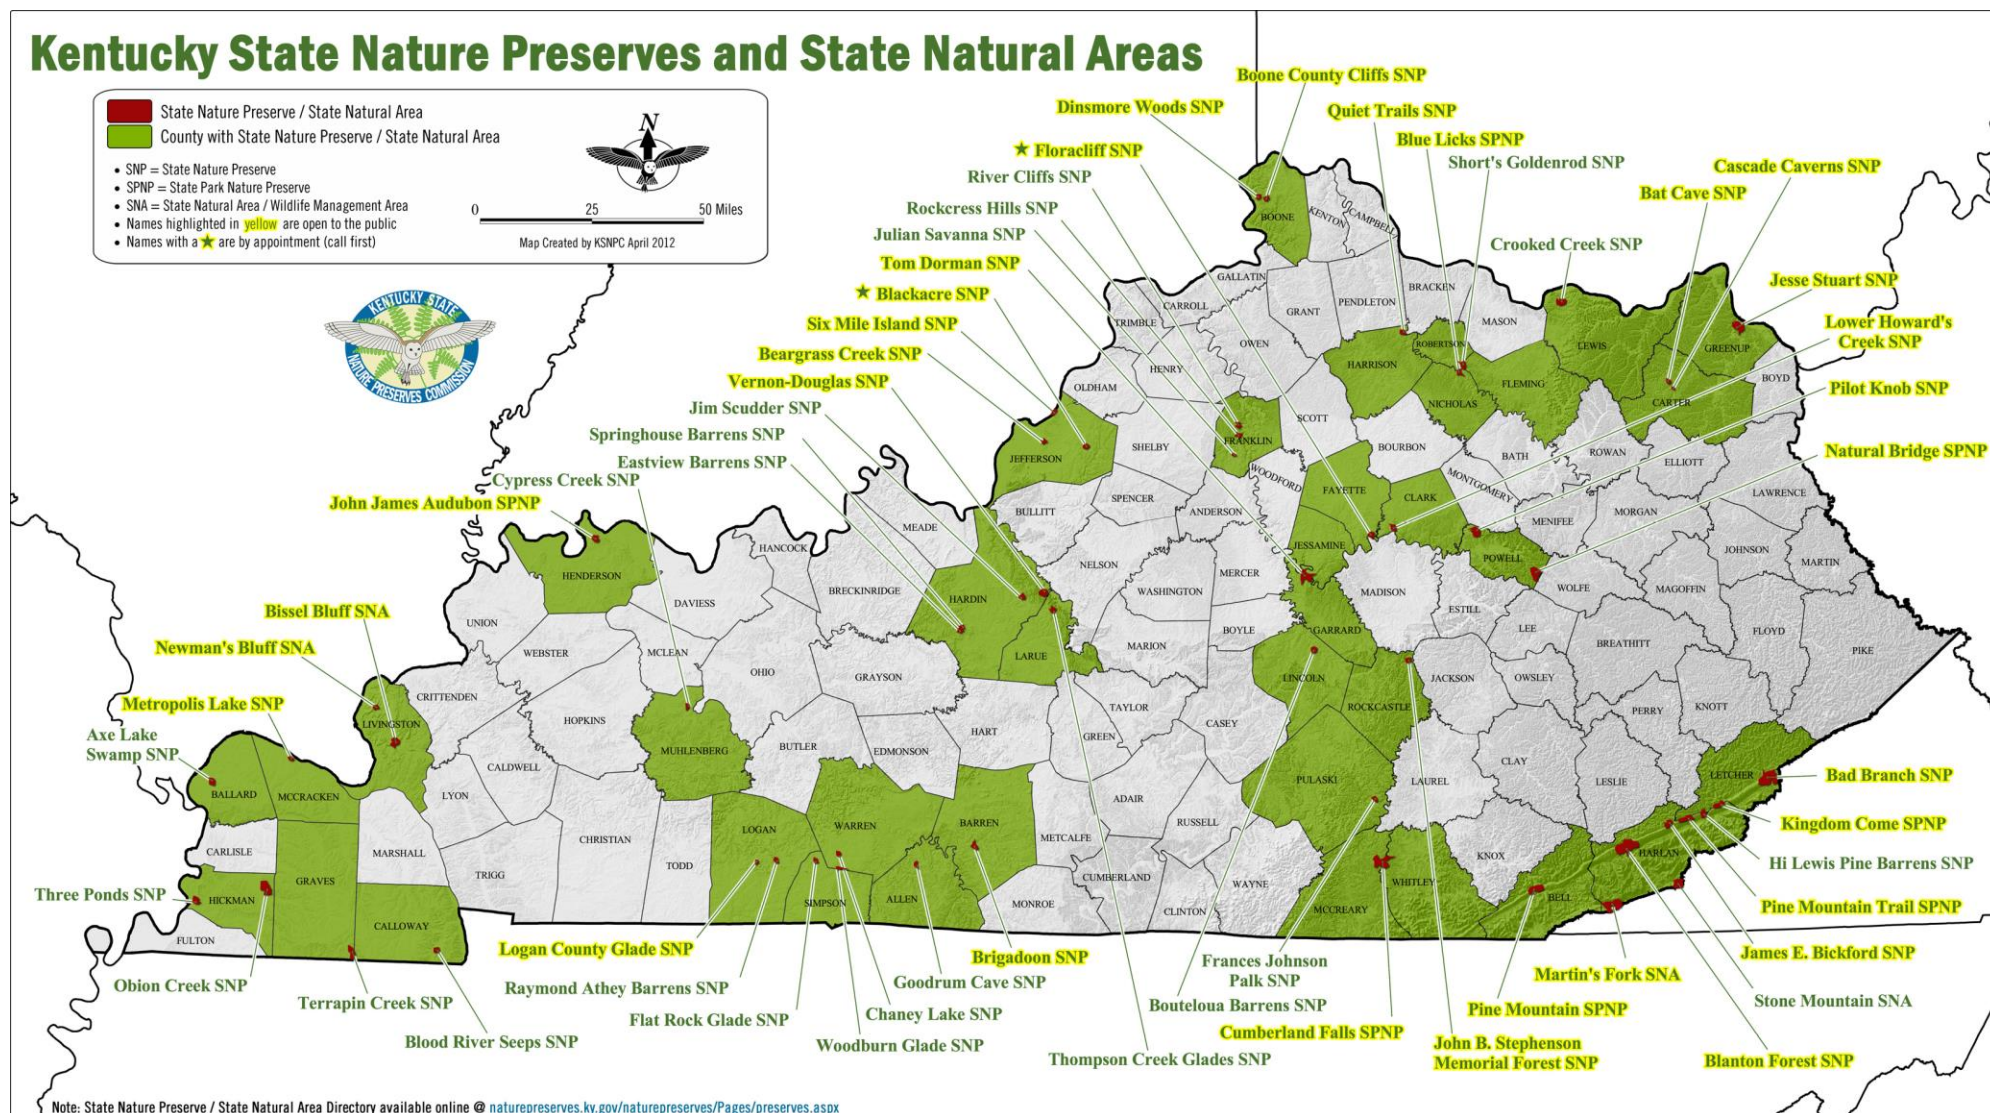 Kentucky State Nature Preserves and State Natural Areas
State Nature Preserve / State Natural Area
County with State Nature Preserve / State Natural Area
• SNP = State Nature Preserve
• SPNP = State Park Nature Preserve
• SNA = State Natural Area / Wildlife Management Area
• Names highlighted in yellow are open to the public
• Names with a ★ are by appointment (call first)
N
0 25 50 Miles
Map Created by KSNPC April 2012
KENTUCKY STATE
NATURE PRESERVES COMMISSION
Boone County Cliffs SNP
Dinsmore Woods SNP
Quiet Trails SNP
★ Floracliff SNP
Blue Licks SPNP
Short's Goldenrod SNP
Cascade Caverns SNP
River Cliffs SNP
Bat Cave SNP
Rockcress Hills SNP
Julian Savanna SNP
Crooked Creek SNP
Tom Dorman SNP
Jesse Stuart SNP
★ Blackacre SNP
Six Mile Island SNP
Lower Howard's
Creek SNP
Beargrass Creek SNP
Vernon-Douglas SNP
Pilot Knob SNP
Jim Scudder SNP
Springhouse Barrens SNP
Natural Bridge SPNP
Eastview Barrens SNP
Cypress Creek SNP
John James Audubon SPNP
Bissel Bluff SNA
Newman's Bluff SNA
Metropolis Lake SNP
Axe Lake
Swamp SNP
Three Ponds SNP
Obion Creek SNP
Terrapin Creek SNP
Blood River Seeps SNP
Logan County Glade SNP
Raymond Athey Barrens SNP
Flat Rock Glade SNP
Woodburn Glade SNP
Chaney Lake SNP
Goodrum Cave SNP
Brigadoon SNP
Thompson Creek Glades SNP
Bouteloua Barrens SNP
Frances Johnson
Palk SNP
Cumberland Falls SPNP
John B. Stephenson
Memorial Forest SNP
Pine Mountain SPNP
Martin's Fork SNA
Blanton Forest SNP
Stone Mountain SNA
James E. Bickford SNP
Pine Mountain Trail SPNP
Hi Lewis Pine Barrens SNP
Kingdom Come SPNP
Bad Branch SNP
BOONE
KENTON
CAMPBELL
GALLATIN
CARROLL
TRIMBLE
GRANT
PENDLETON
BRACKEN
MASON
OWEN
HENRY
OLDHAM
HARRISON
ROBERTSON
LEWIS
GREENUP
BOYD
FLEMING
NICHOLAS
CARTER
SCOTT
FRANKLIN
SHELBY
JEFFERSON
BOURBON
BATH
ROWAN
ELLIOTT
LAWRENCE
WOODFORD
FAYETTE
CLARK
MONTGOMERY
SPENCER
ANDERSON
BULLITT
MENIFEE
MORGAN
JOHNSON
MARTIN
MEADE
HANCOCK
JESSAMINE
POWELL
NELSON
MERCER
WASHINGTON
MADISON
ESTILL
WOLFE
MAGOFFIN
HENDERSON
DAVIESS
BRECKINRIDGE
HARDIN
BOYLE
GARRARD
LEE
BREATHITT
FLOYD
PIKE
UNION
WEBSTER
MCLEAN
OHIO
GRAYSON
LARUE
MARION
LINCOLN
JACKSON
OWSLEY
CRITTENDEN
HOPKINS
TAYLOR
CASEY
ROCKCASTLE
PERRY
KNOTT
LIVINGSTON
MUHLENBERG
BUTLER
EDMONSON
HART
GREEN
PULASKI
LAUREL
CLAY
LESLIE
LETCHER
CALDWELL
LYON
BALLARD
MCCRACKEN
ADAIR
RUSSELL
LOGAN
WARREN
BARREN
METCALFE
CHRISTIAN
TODD
TRIGG
MARSHALL
CARLISLE
GRAVES
HICKMAN
CALLOWAY
FULTON
SIMPSON
ALLEN
MONROE
CUMBERLAND
CLINTON
WAYNE
MCCREARY
WHITLEY
KNOX
BELL
HARLAN
Note: State Nature Preserve / State Natural Area Directory available online @ naturepreserves.ky.gov/naturepreserves/Pages/preserves.aspx